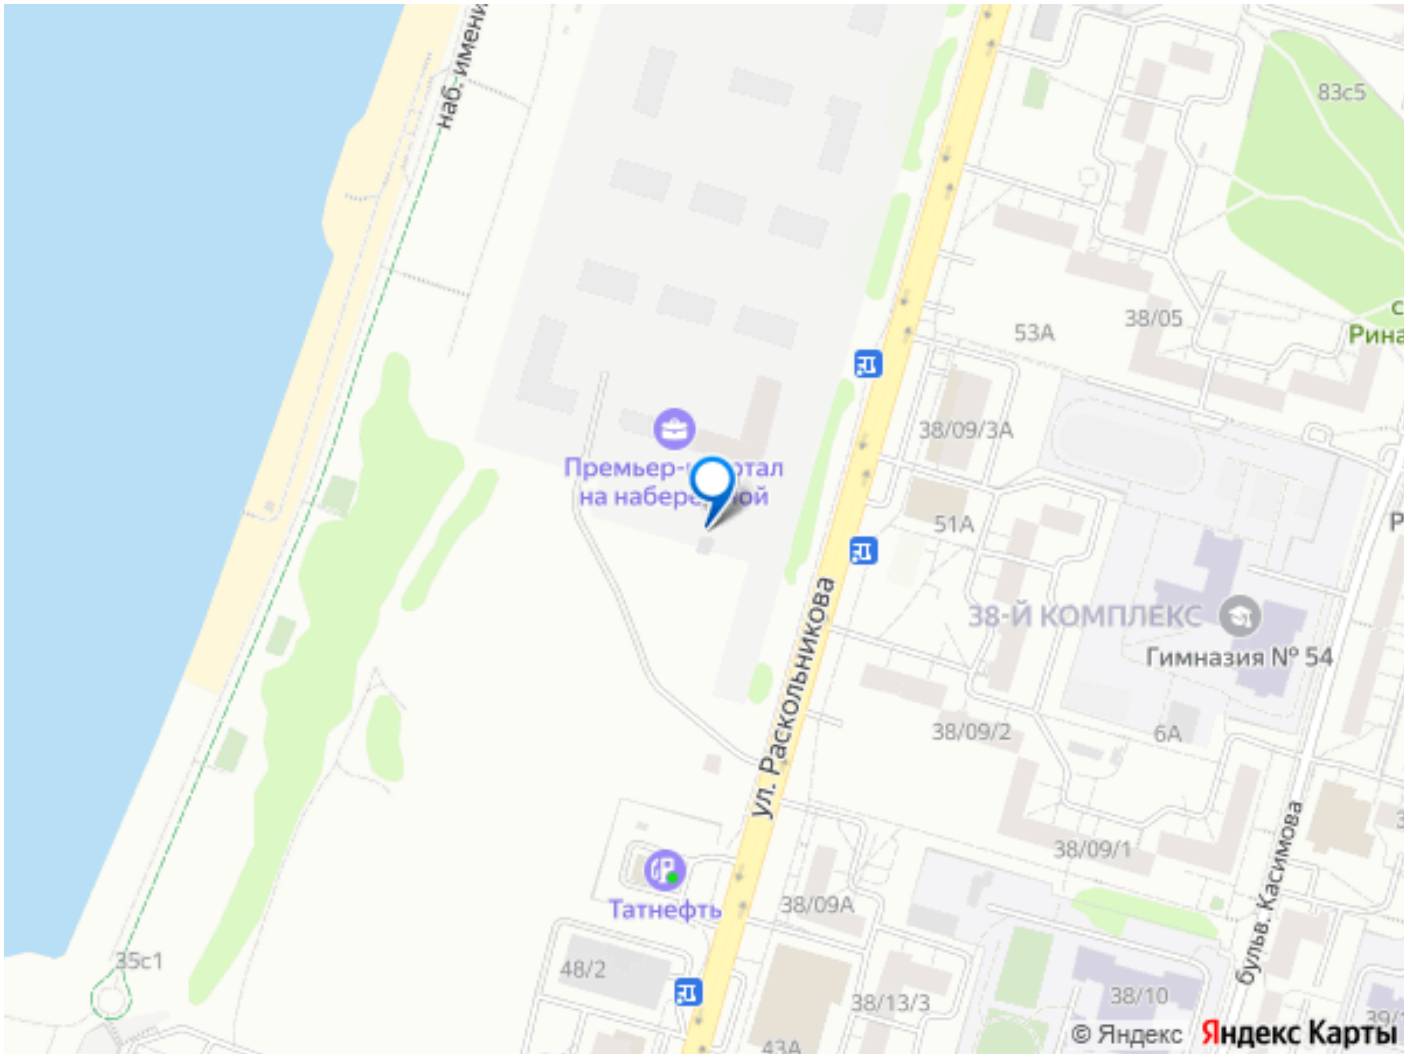 наб. имени
83с5
38/05
53А
Рина
38/09/3А
Премьер-
на набере
51А
38-Й КОМПЛЕКС
Гимназия № 54
ул. Раскольникова
38/09/2
6А
38/09/1
бульв. Касимова
Татнефть
38/09А
35с1
48/2
38/13/3
38/10
39/
43А
© Яндекс Яндекс Карты